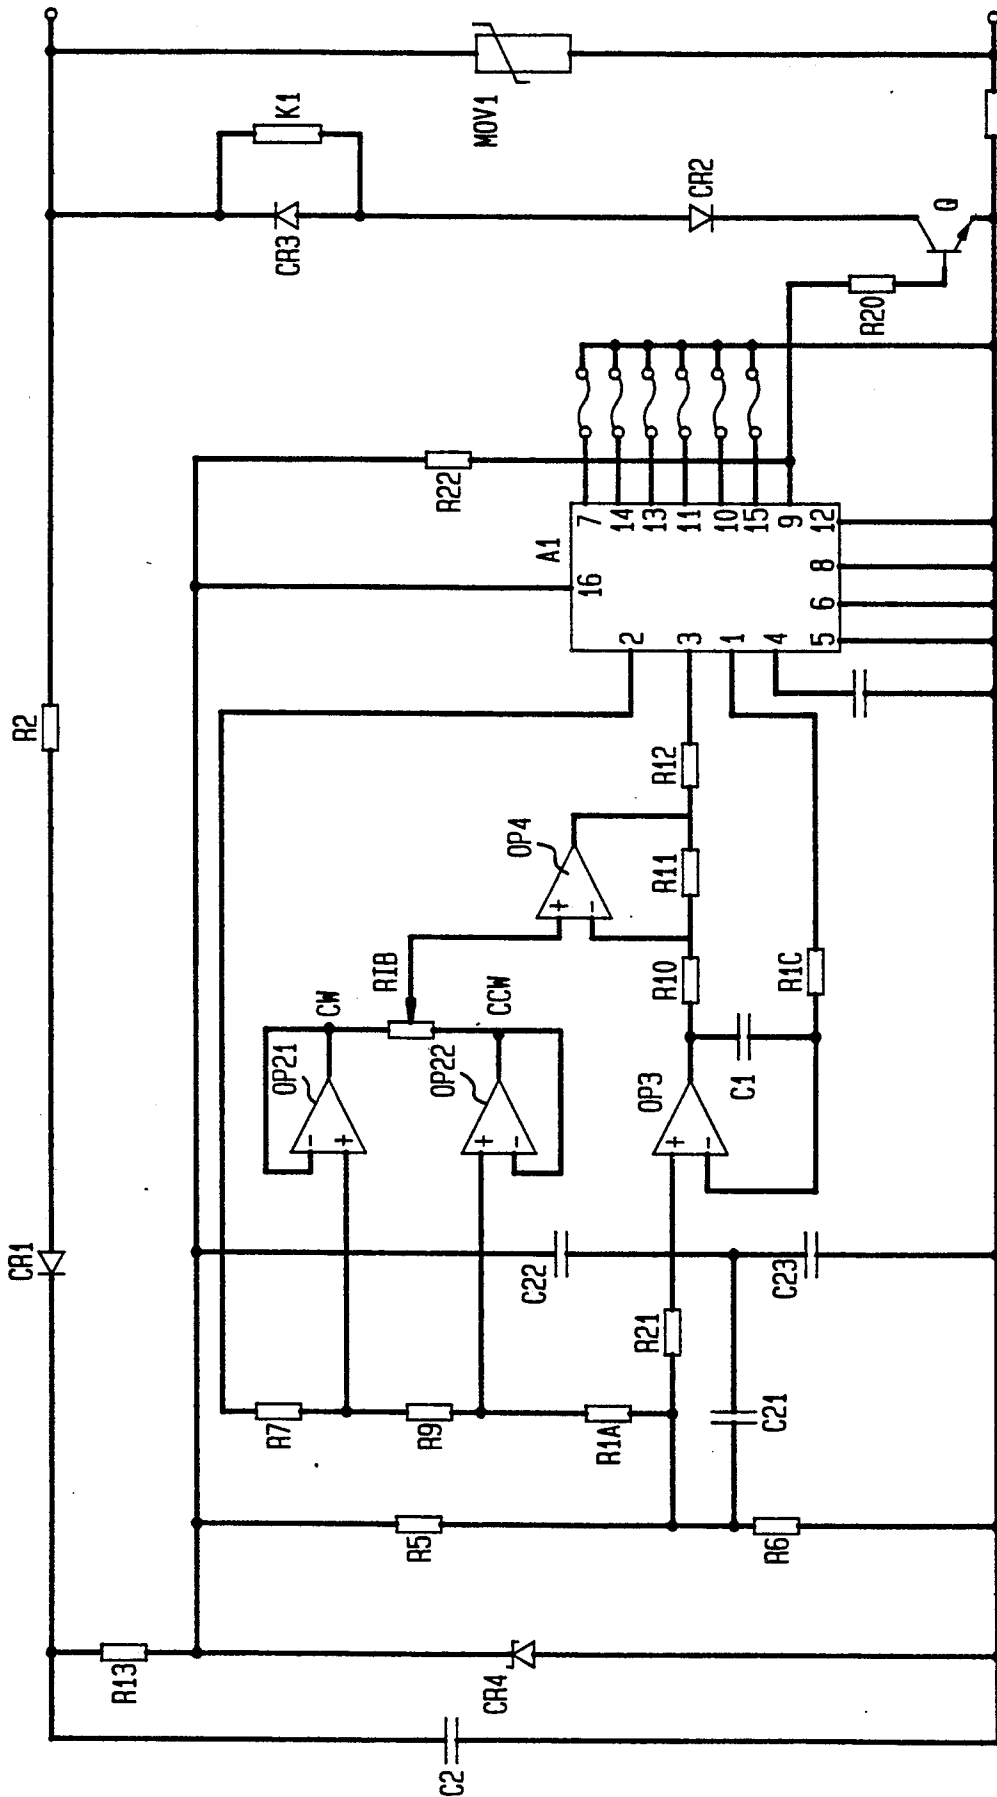 MOV1
K1
CR3
CR2
Q
R20
R22
A1
7
14
13
11
10
15
9
16
12
8
6
5
2
3
1
4
R2
R12
OP4
+
-
R11
R10
R1C
RIB
CW
CCW
OP21
-
+
OP22
+
-
OP3
+
-
C1
CR1
C22
C23
R21
C21
R7
R9
R1A
R5
R6
R13
CR4
C2